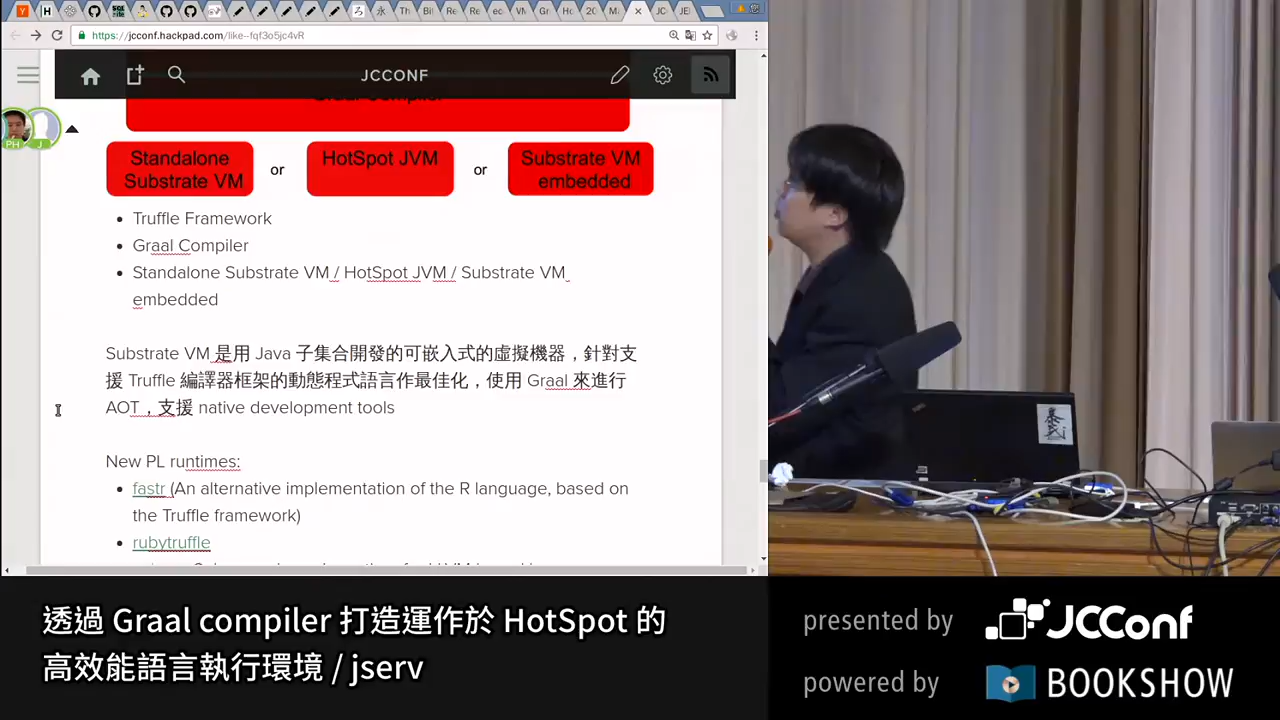 https://jcconf.hackpad.com/like-fqf3o5jc4vR
JCCONF
Graal Compiler
Standalone
Substrate VM
or
HotSpot JVM
or
Substrate VM
embedded
PH
J
• Truffle Framework
• Graal Compiler
• Standalone Substrate VM / HotSpot JVM / Substrate VM
embedded
Substrate VM 是用 Java 子集合開發的可嵌入式的虛擬機器，針對支
援 Truffle 編譯器框架的動態程式語言作最佳化，使用 Graal 來進行
AOT，支援 native development tools
New PL runtimes:
• fastr (An alternative implementation of the R language, based on
the Truffle framework)
• rubytruffle
透過 Graal compiler 打造運作於 HotSpot 的
高效能語言執行環境 / jserv
presented by JCConf
powered by BOOKSHOW